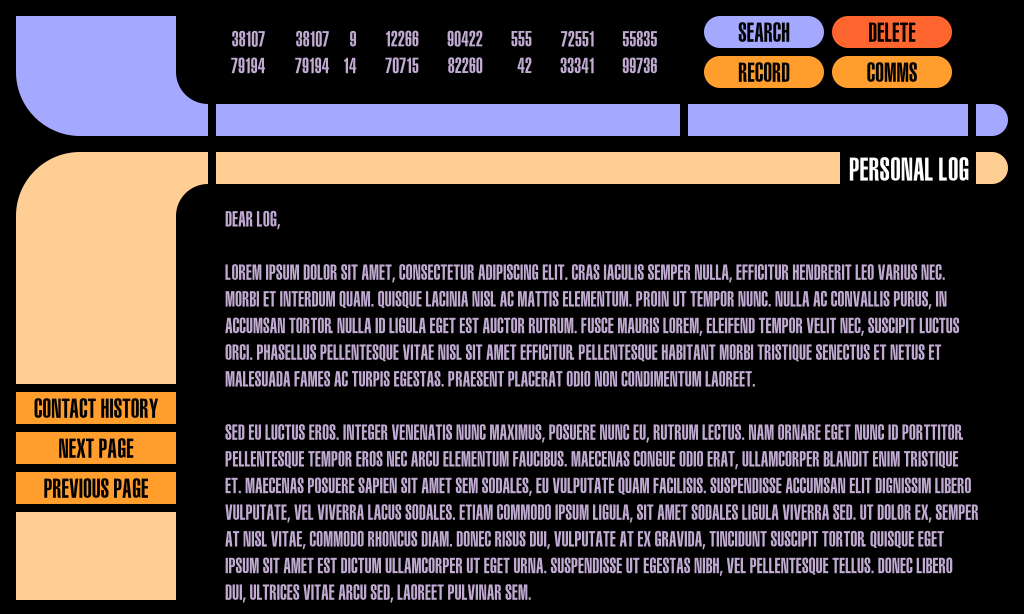 38107 38107 9 12266 90422 555 72551 55835
79194 79194 14 70715 82260 42 33341 99736
SEARCH DELETE
RECORD COMMS
PERSONAL LOG
DEAR LOG,
LOREM IPSUM DOLOR SIT AMET, CONSECTETUR ADIPISCING ELIT. CRAS IACULIS SEMPER NULLA, EFFICITUR HENDRERIT LEO VARIUS NEC.
MORBI ET INTERDUM QUAM. QUISQUE LACINIA NISL AC MATTIS ELEMENTUM. PROIN UT TEMPOR NUNC. NULLA AC CONVALLIS PURUS, IN
ACCUMSAN TORTOR. NULLA ID LIGULA EGET EST AUCTOR RUTRUM. FUSCE MAURIS LOREM, ELEIFEND TEMPOR VELIT NEC, SUSCIPIT LUCTUS
ORCI. PHASELLUS PELLENTESQUE VITAE NISL SIT AMET EFFICITUR. PELLENTESQUE HABITANT MORBI TRISTIQUE SENECTUS ET NETUS ET
MALESUADA FAMES AC TURPIS EGESTAS. PRAESENT PLACERAT ODIO NON CONDIMENTUM LAOREET.
SED EU LUCTUS EROS. INTEGER VENENATIS NUNC MAXIMUS, POSUERE NUNC EU, RUTRUM LECTUS. NAM ORNARE EGET NUNC ID PORTTITOR.
PELLENTESQUE TEMPOR EROS NEC ARCU ELEMENTUM FAUCIBUS. MAECENAS CONGUE ODIO ERAT, ULLAMCORPER BLANDIT ENIM TRISTIQUE
ET. MAECENAS POSUERE SAPIEN SIT AMET SEM SODALES, EU VULPUTATE QUAM FACILISIS. SUSPENDISSE ACCUMSAN ELIT DIGNISSIM LIBERO
VULPUTATE, VEL VIVERRA LACUS SODALES. ETIAM COMMODO IPSUM LIGULA, SIT AMET SODALES LIGULA VIVERRA SED. UT DOLOR EX, SEMPER
AT NISL VITAE, COMMODO RHONCUS DIAM. DONEC RISUS DUI, VULPUTATE AT EX GRAVIDA, TINCIDUNT SUSCIPIT TORTOR. QUISQUE EGET
IPSUM SIT AMET EST DICTUM ULLAMCORPER UT EGET URNA. SUSPENDISSE UT EGESTAS NIBH, VEL PELLENTESQUE TELLUS. DONEC LIBERO
DUI, ULTRICES VITAE ARCU SED, LAOREET PULVINAR SEM.
CONTACT HISTORY
NEXT PAGE
PREVIOUS PAGE